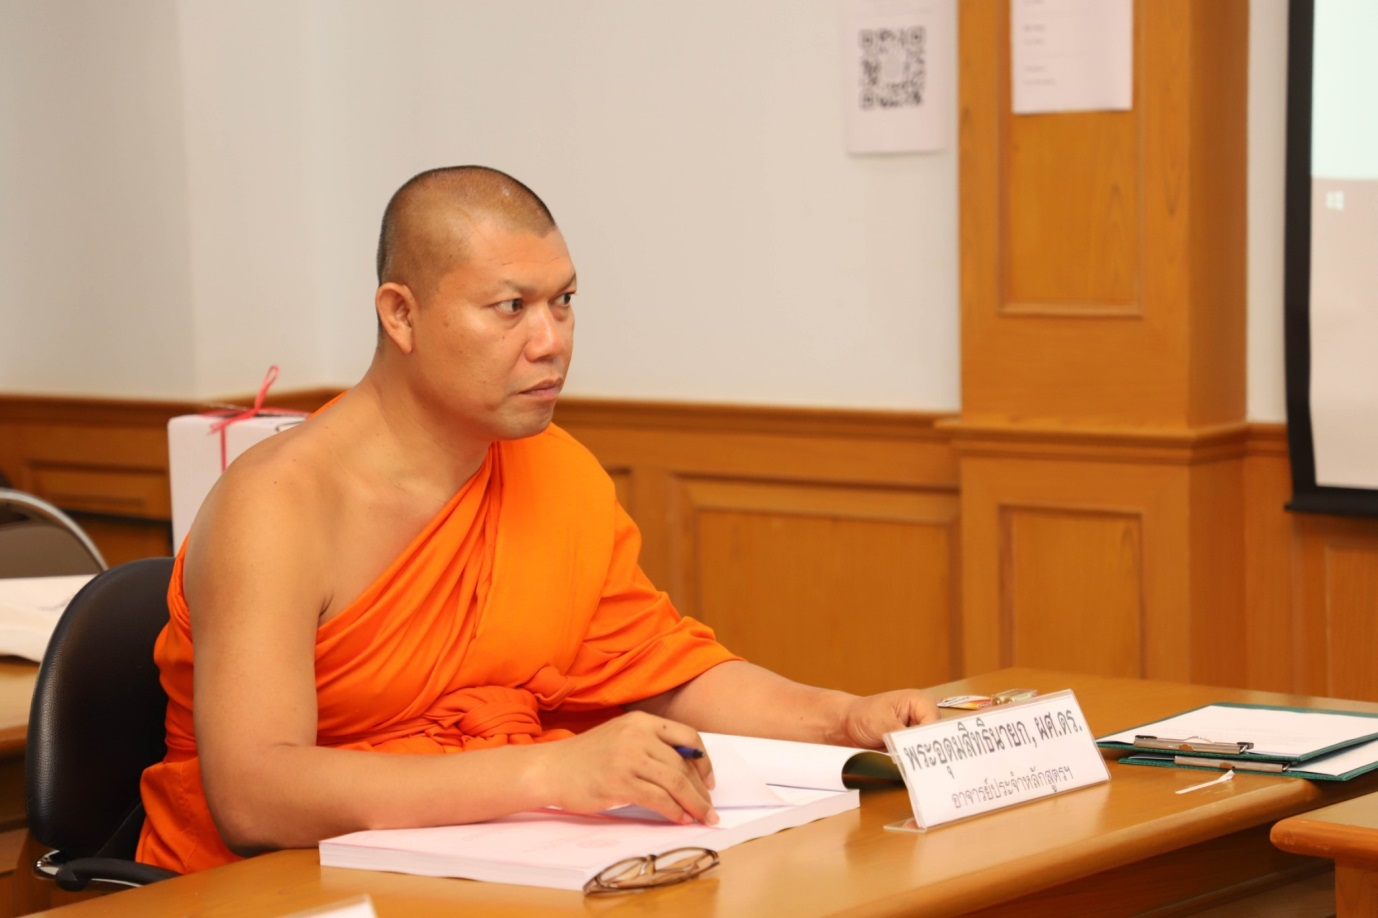 พระอุดมสิทธินายก, ผศ.ดร.
อาจารย์ประจำหลักสูตรฯ